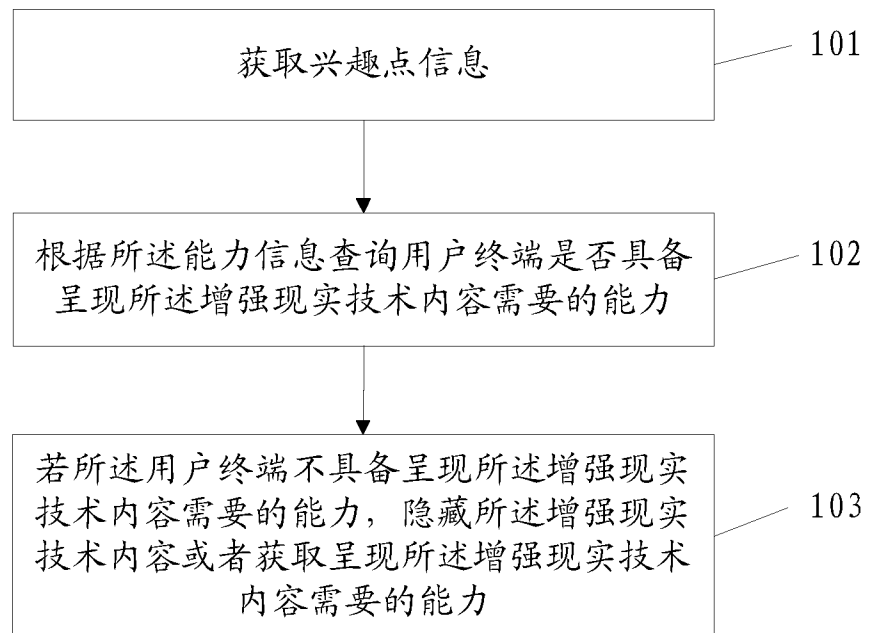 获取兴趣点信息
101
根据所述能力信息查询用户终端是否具备
呈现所述增强现实技术内容需要的能力
102
若所述用户终端不具备呈现所述增强现实
技术内容需要的能力，隐藏所述增强现实
技术内容或者获取呈现所述增强现实技术
内容需要的能力
103